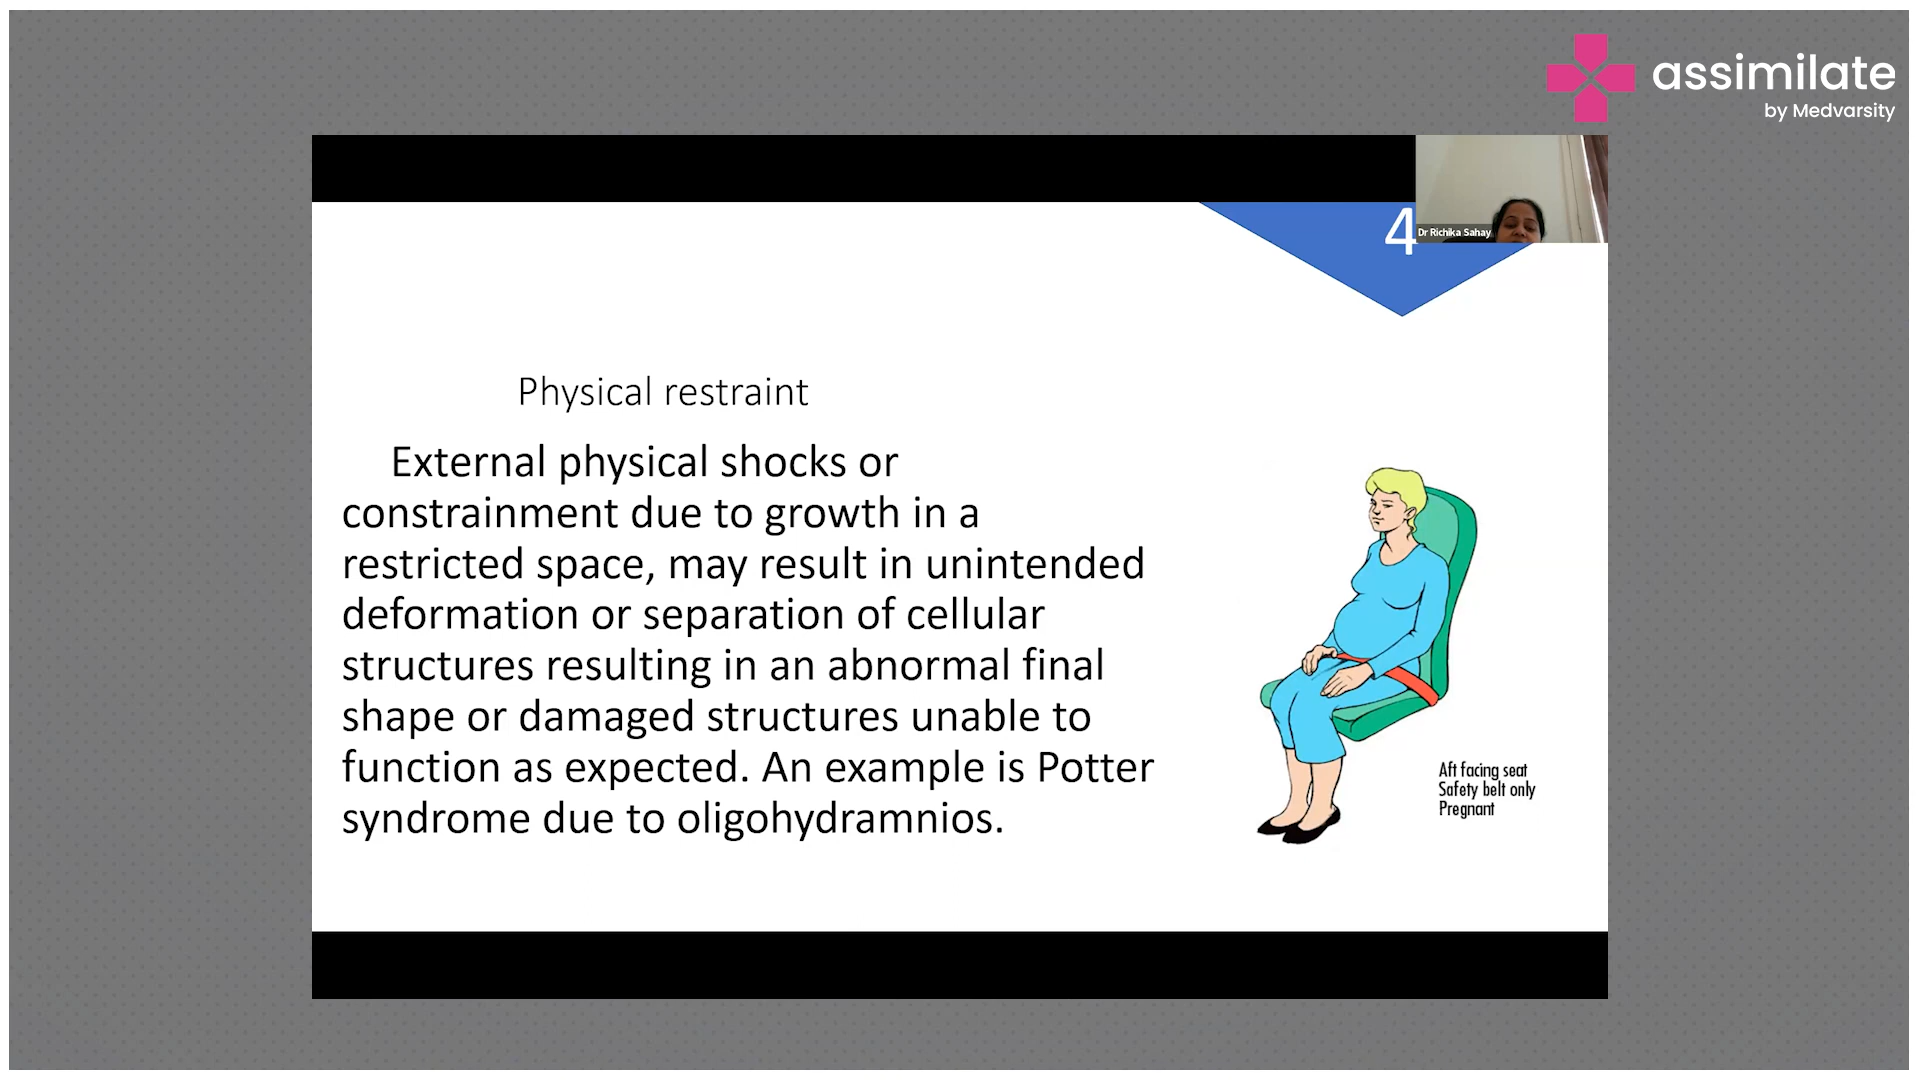 assimilate
by Medvarsity
4
Dr Richika Sahay
Physical restraint
External physical shocks or
constrainment due to growth in a
restricted space, may result in unintended
deformation or separation of cellular
structures resulting in an abnormal final
shape or damaged structures unable to
function as expected. An example is Potter
syndrome due to oligohydramnios.
Aft facing seat
Safety belt only
Pregnant